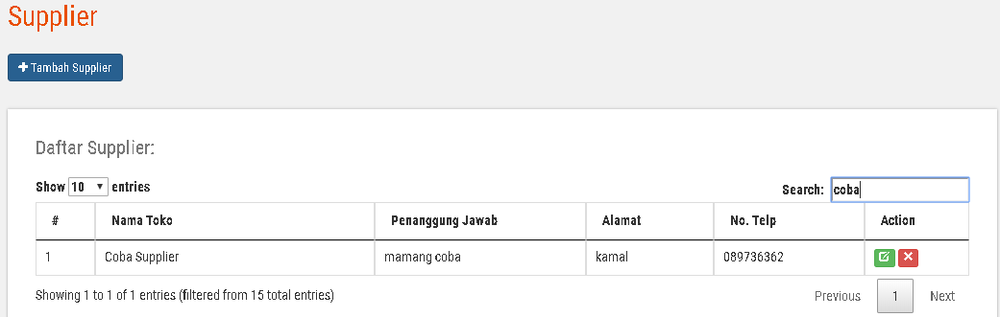 Supplier
Tambah Supplier
Daftar Supplier:
Show 10 entries Search: coba
# Nama Toko Penanggung Jawab Alamat No. Telp Action
1 Coba Supplier mamang coba kamal 089736362
Showing 1 to 1 of 1 entries (filtered from 15 total entries) Previous 1 Next